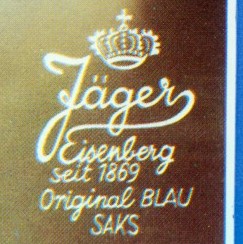 Jäger
Eisenberg
seit 1869
Original BLAU
SAKS